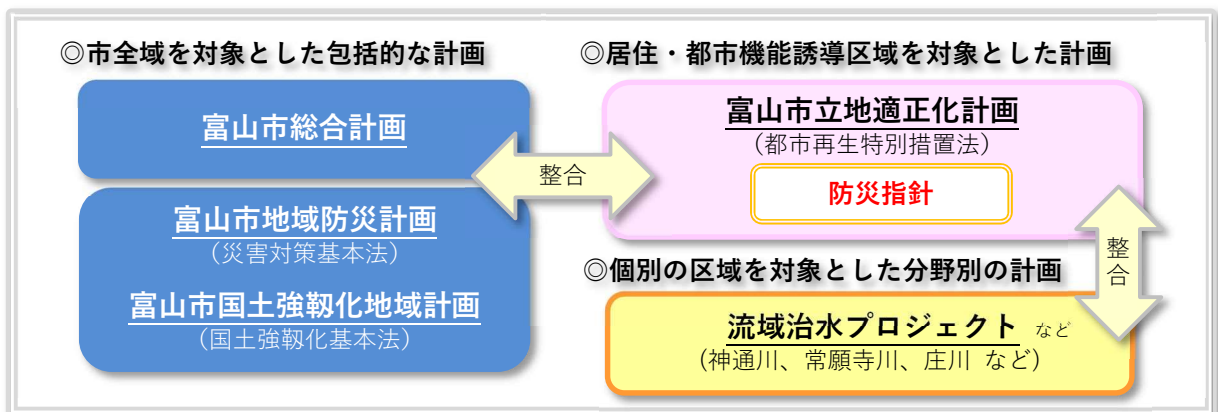 ◎市全域を対象とした包括的な計画
富山市総合計画
富山市地域防災計画
（災害対策基本法）
富山市国土強靱化地域計画
（国土強靱化基本法）
整合
◎居住・都市機能誘導区域を対象とした計画
富山市立地適正化計画
（都市再生特別措置法）
防災指針
整合
◎個別の区域を対象とした分野別の計画
流域治水プロジェクト など
（神通川、常願寺川、庄川 など）